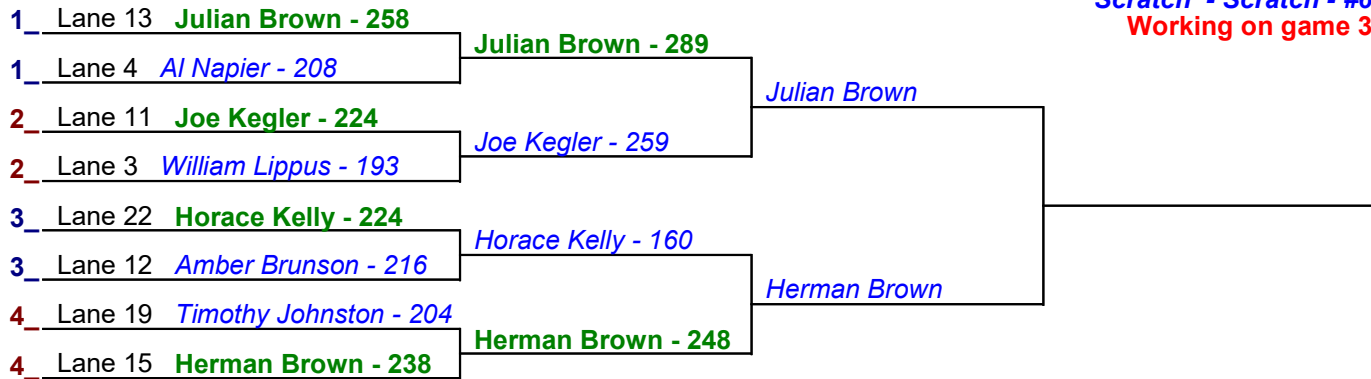 Scratch - Scratch - #6
Working on game 3
1_ Lane 13 Julian Brown - 258
Julian Brown - 289
1_ Lane 4 Al Napier - 208
Julian Brown
2_ Lane 11 Joe Kegler - 224
Joe Kegler - 259
2_ Lane 3 William Lippus - 193
3_ Lane 22 Horace Kelly - 224
Horace Kelly - 160
3_ Lane 12 Amber Brunson - 216
Herman Brown
4_ Lane 19 Timothy Johnston - 204
Herman Brown - 248
4_ Lane 15 Herman Brown - 238